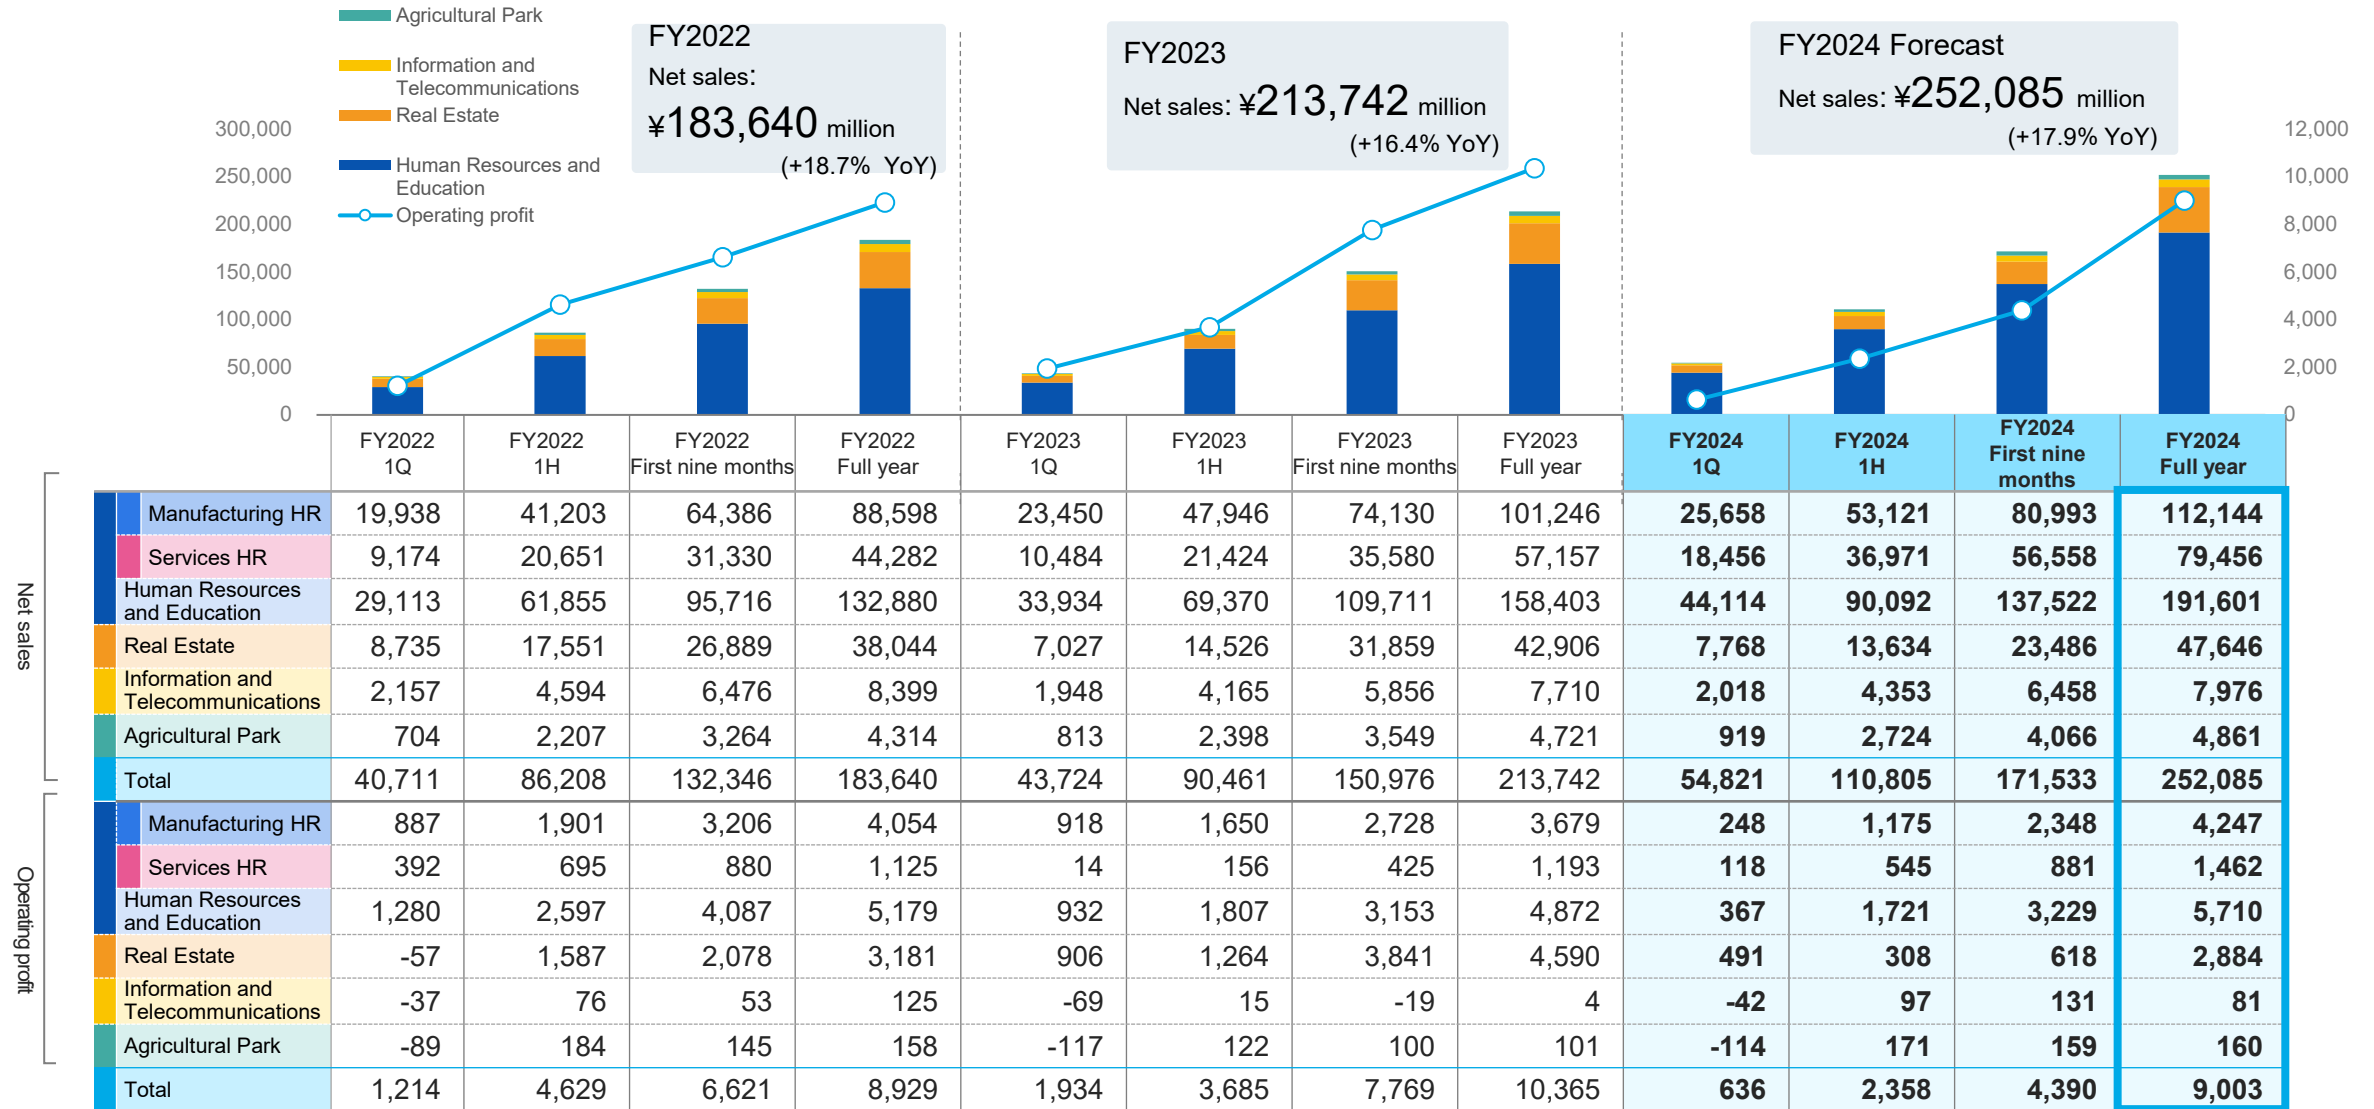 Agricultural Park
Information and
Telecommunications
Real Estate
Human Resources and
Education
Operating profit
FY2022
Net sales:
¥183,640 million
(+18.7% YoY)
FY2023
Net sales: ¥213,742 million
(+16.4% YoY)
FY2024 Forecast
Net sales: ¥252,085 million
(+17.9% YoY)
300,000
250,000
200,000
150,000
100,000
50,000
0
12,000
10,000
8,000
6,000
4,000
2,000
0
FY2022 1Q
FY2022 1H
FY2022 First nine months
FY2022 Full year
FY2023 1Q
FY2023 1H
FY2023 First nine months
FY2023 Full year
FY2024 1Q
FY2024 1H
FY2024 First nine months
FY2024 Full year
Net sales
Manufacturing HR 19,938 41,203 64,386 88,598 23,450 47,946 74,130 101,246 25,658 53,121 80,993 112,144
Services HR 9,174 20,651 31,330 44,282 10,484 21,424 35,580 57,157 18,456 36,971 56,558 79,456
Human Resources and Education 29,113 61,855 95,716 132,880 33,934 69,370 109,711 158,403 44,114 90,092 137,522 191,601
Real Estate 8,735 17,551 26,889 38,044 7,027 14,526 31,859 42,906 7,768 13,634 23,486 47,646
Information and Telecommunications 2,157 4,594 6,476 8,399 1,948 4,165 5,856 7,710 2,018 4,353 6,458 7,976
Agricultural Park 704 2,207 3,264 4,314 813 2,398 3,549 4,721 919 2,724 4,066 4,861
Total 40,711 86,208 132,346 183,640 43,724 90,461 150,976 213,742 54,821 110,805 171,533 252,085
Operating profit
Manufacturing HR 887 1,901 3,206 4,054 918 1,650 2,728 3,679 248 1,175 2,348 4,247
Services HR 392 695 880 1,125 14 156 425 1,193 118 545 881 1,462
Human Resources and Education 1,280 2,597 4,087 5,179 932 1,807 3,153 4,872 367 1,721 3,229 5,710
Real Estate -57 1,587 2,078 3,181 906 1,264 3,841 4,590 491 308 618 2,884
Information and Telecommunications -37 76 53 125 -69 15 -19 4 -42 97 131 81
Agricultural Park -89 184 145 158 -117 122 100 101 -114 171 159 160
Total 1,214 4,629 6,621 8,929 1,934 3,685 7,769 10,365 636 2,358 4,390 9,003